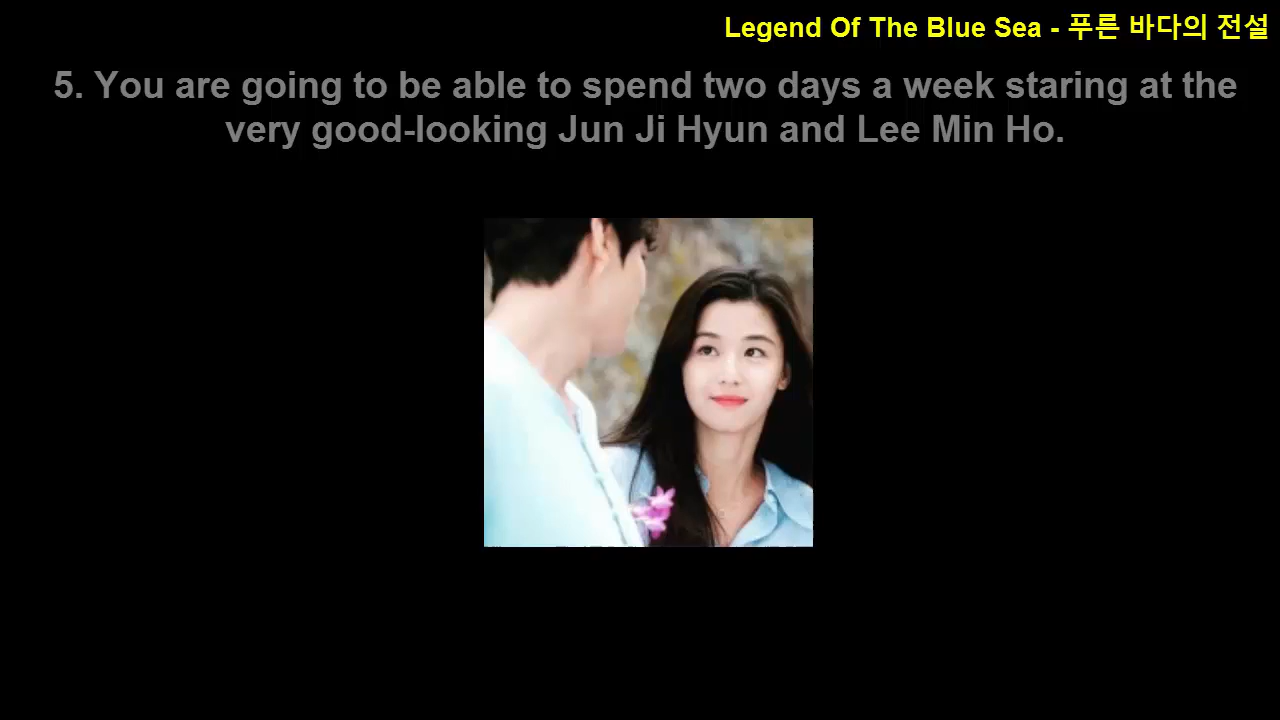 Legend Of The Blue Sea - 푸른 바다의 전설
5. You are going to be able to spend two days a week staring at the
very good-looking Jun Ji Hyun and Lee Min Ho.